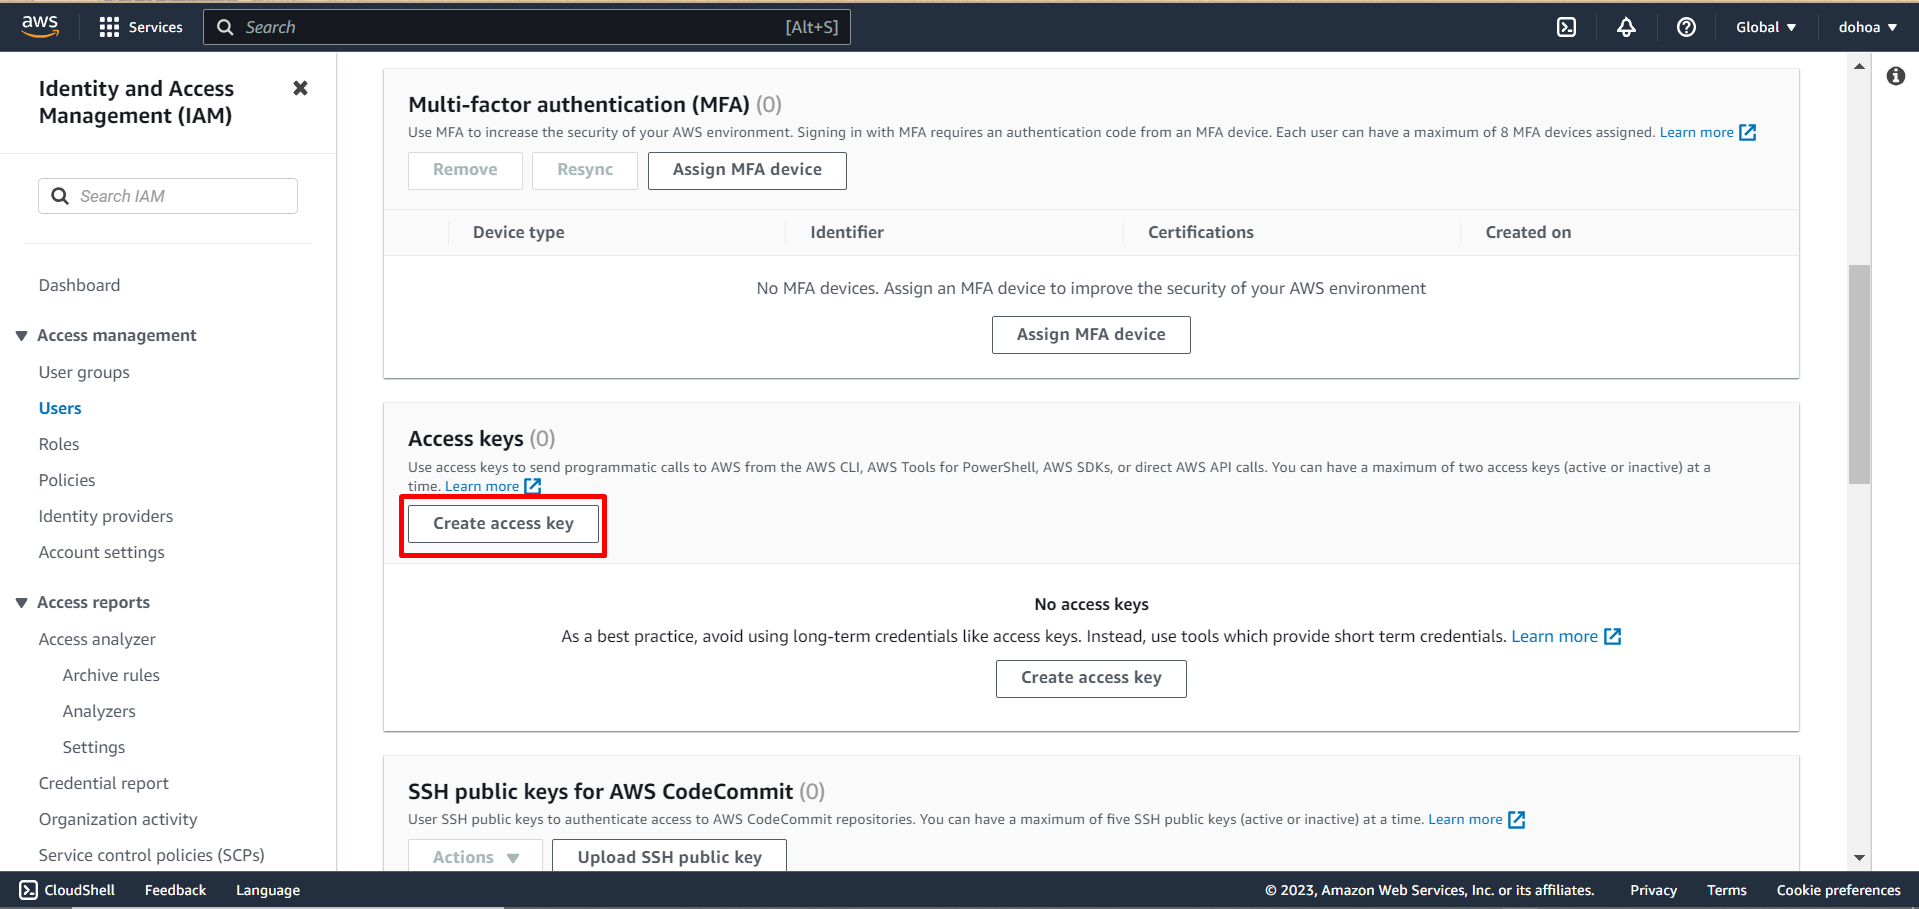 aws
Services
Search
[Alt+S]
Global
dohoa
Identity and Access
Management (IAM)
Search IAM
Dashboard
Access management
User groups
Users
Roles
Policies
Identity providers
Account settings
Access reports
Access analyzer
Archive rules
Analyzers
Settings
Credential report
Organization activity
Service control policies (SCPs)
Multi-factor authentication (MFA) (0)
Use MFA to increase the security of your AWS environment. Signing in with MFA requires an authentication code from an MFA device. Each user can have a maximum of 8 MFA devices assigned. Learn more
Remove
Resync
Assign MFA device
Device type
Identifier
Certifications
Created on
No MFA devices. Assign an MFA device to improve the security of your AWS environment
Assign MFA device
Access keys (0)
Use access keys to send programmatic calls to AWS from the AWS CLI, AWS Tools for PowerShell, AWS SDKs, or direct AWS API calls. You can have a maximum of two access keys (active or inactive) at a
time. Learn more
Create access key
No access keys
As a best practice, avoid using long-term credentials like access keys. Instead, use tools which provide short term credentials. Learn more
Create access key
SSH public keys for AWS CodeCommit (0)
User SSH public keys to authenticate access to AWS CodeCommit repositories. You can have a maximum of five SSH public keys (active or inactive) at a time. Learn more
Actions
Upload SSH public key
CloudShell
Feedback
Language
© 2023, Amazon Web Services, Inc. or its affiliates.
Privacy
Terms
Cookie preferences